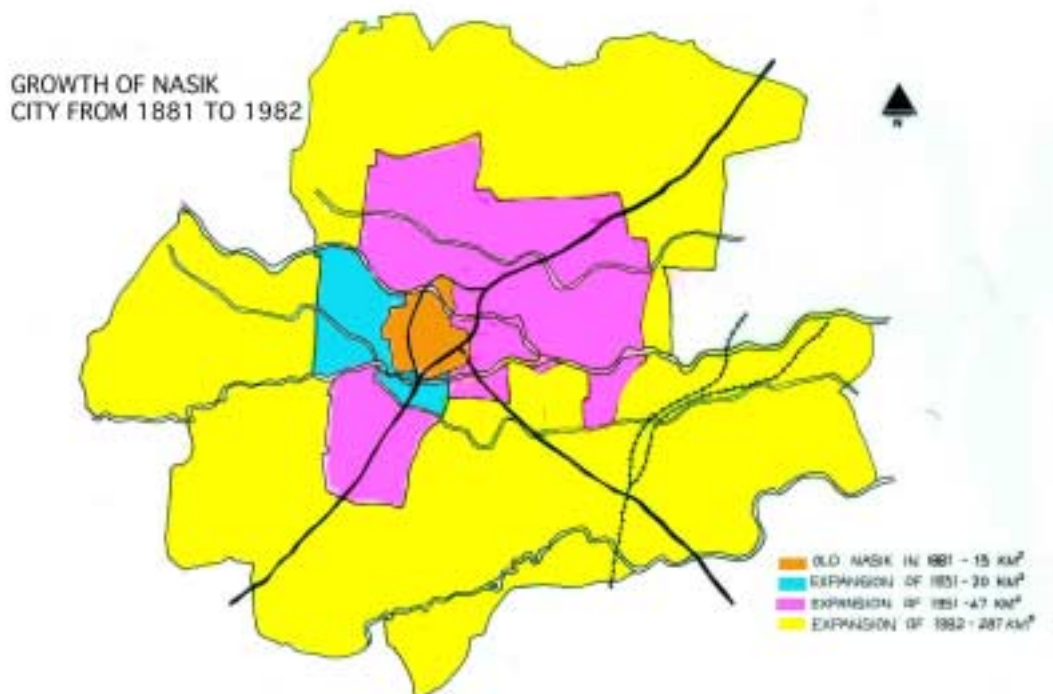 GROWTH OF NASIK
CITY FROM 1881 TO 1982
N
OLD NASIK IN 1881 - 15 KM²
EXPANSION OF - 20 KM²
EXPANSION OF 1951 - 47 KM²
EXPANSION OF 1982 - 287 KM²